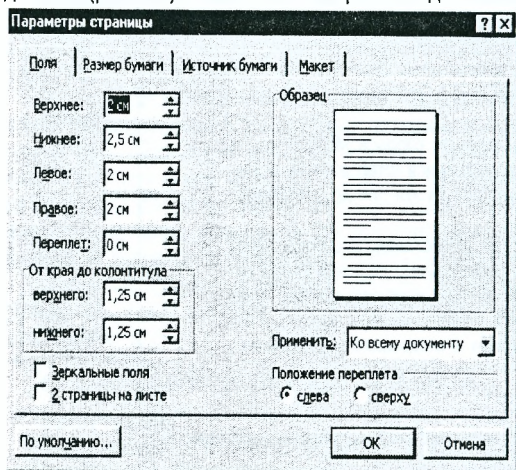 Параметры страницы
Поля Размер бумаги Источник бумаги Макет
Верхнее: 2 см
Нижнее: 2,5 см
Левое: 2 см
Правое: 2 см
Переплет: 0 см
От края до колонтитула
верхнего: 1,25 см
нижнего: 1,25 см
Зеркальные поля
2 страницы на листе
Образец
Применить: Ко всему документу
Положение переплета
слева сверху
По умолчанию... ОК Отмена